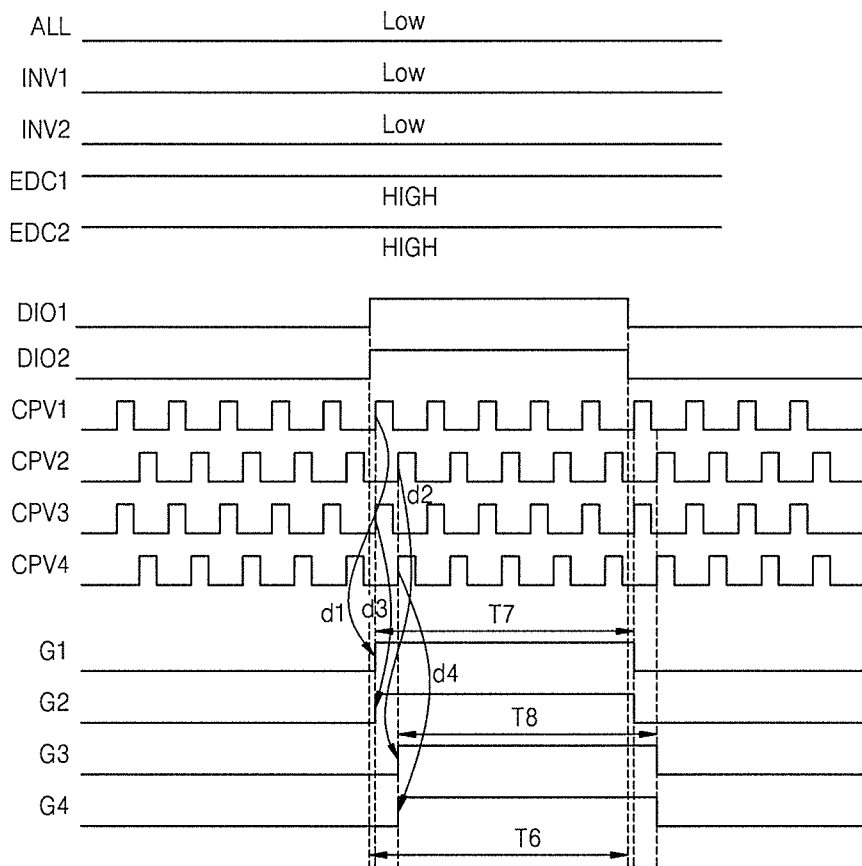 ALL Low
INV1 Low
INV2 Low
EDC1 HIGH
EDC2 HIGH
DIO1
DIO2
CPV1
CPV2
d2
CPV3
CPV4
d1 d3 T7
G1
d4
G2
T8
G3
G4
T6